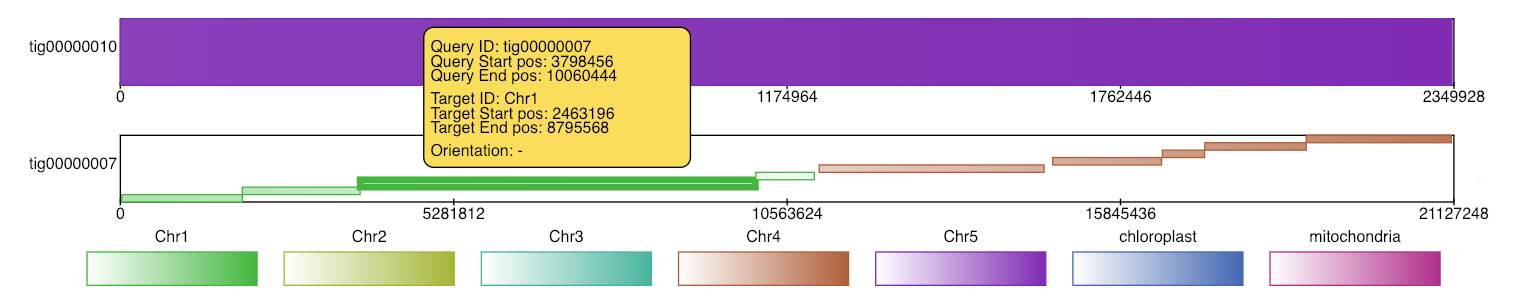 tig00000010
Query ID: tig00000007
Query Start pos: 3798456
Query End pos: 10060444
Target ID: Chr1
Target Start pos: 2463196
Target End pos: 8795568
Orientation: -
0 1174964 1762446 2349928
tig00000007
0 5281812 10563624 15845436 21127248
Chr1 Chr2 Chr3 Chr4 Chr5 chloroplast mitochondria